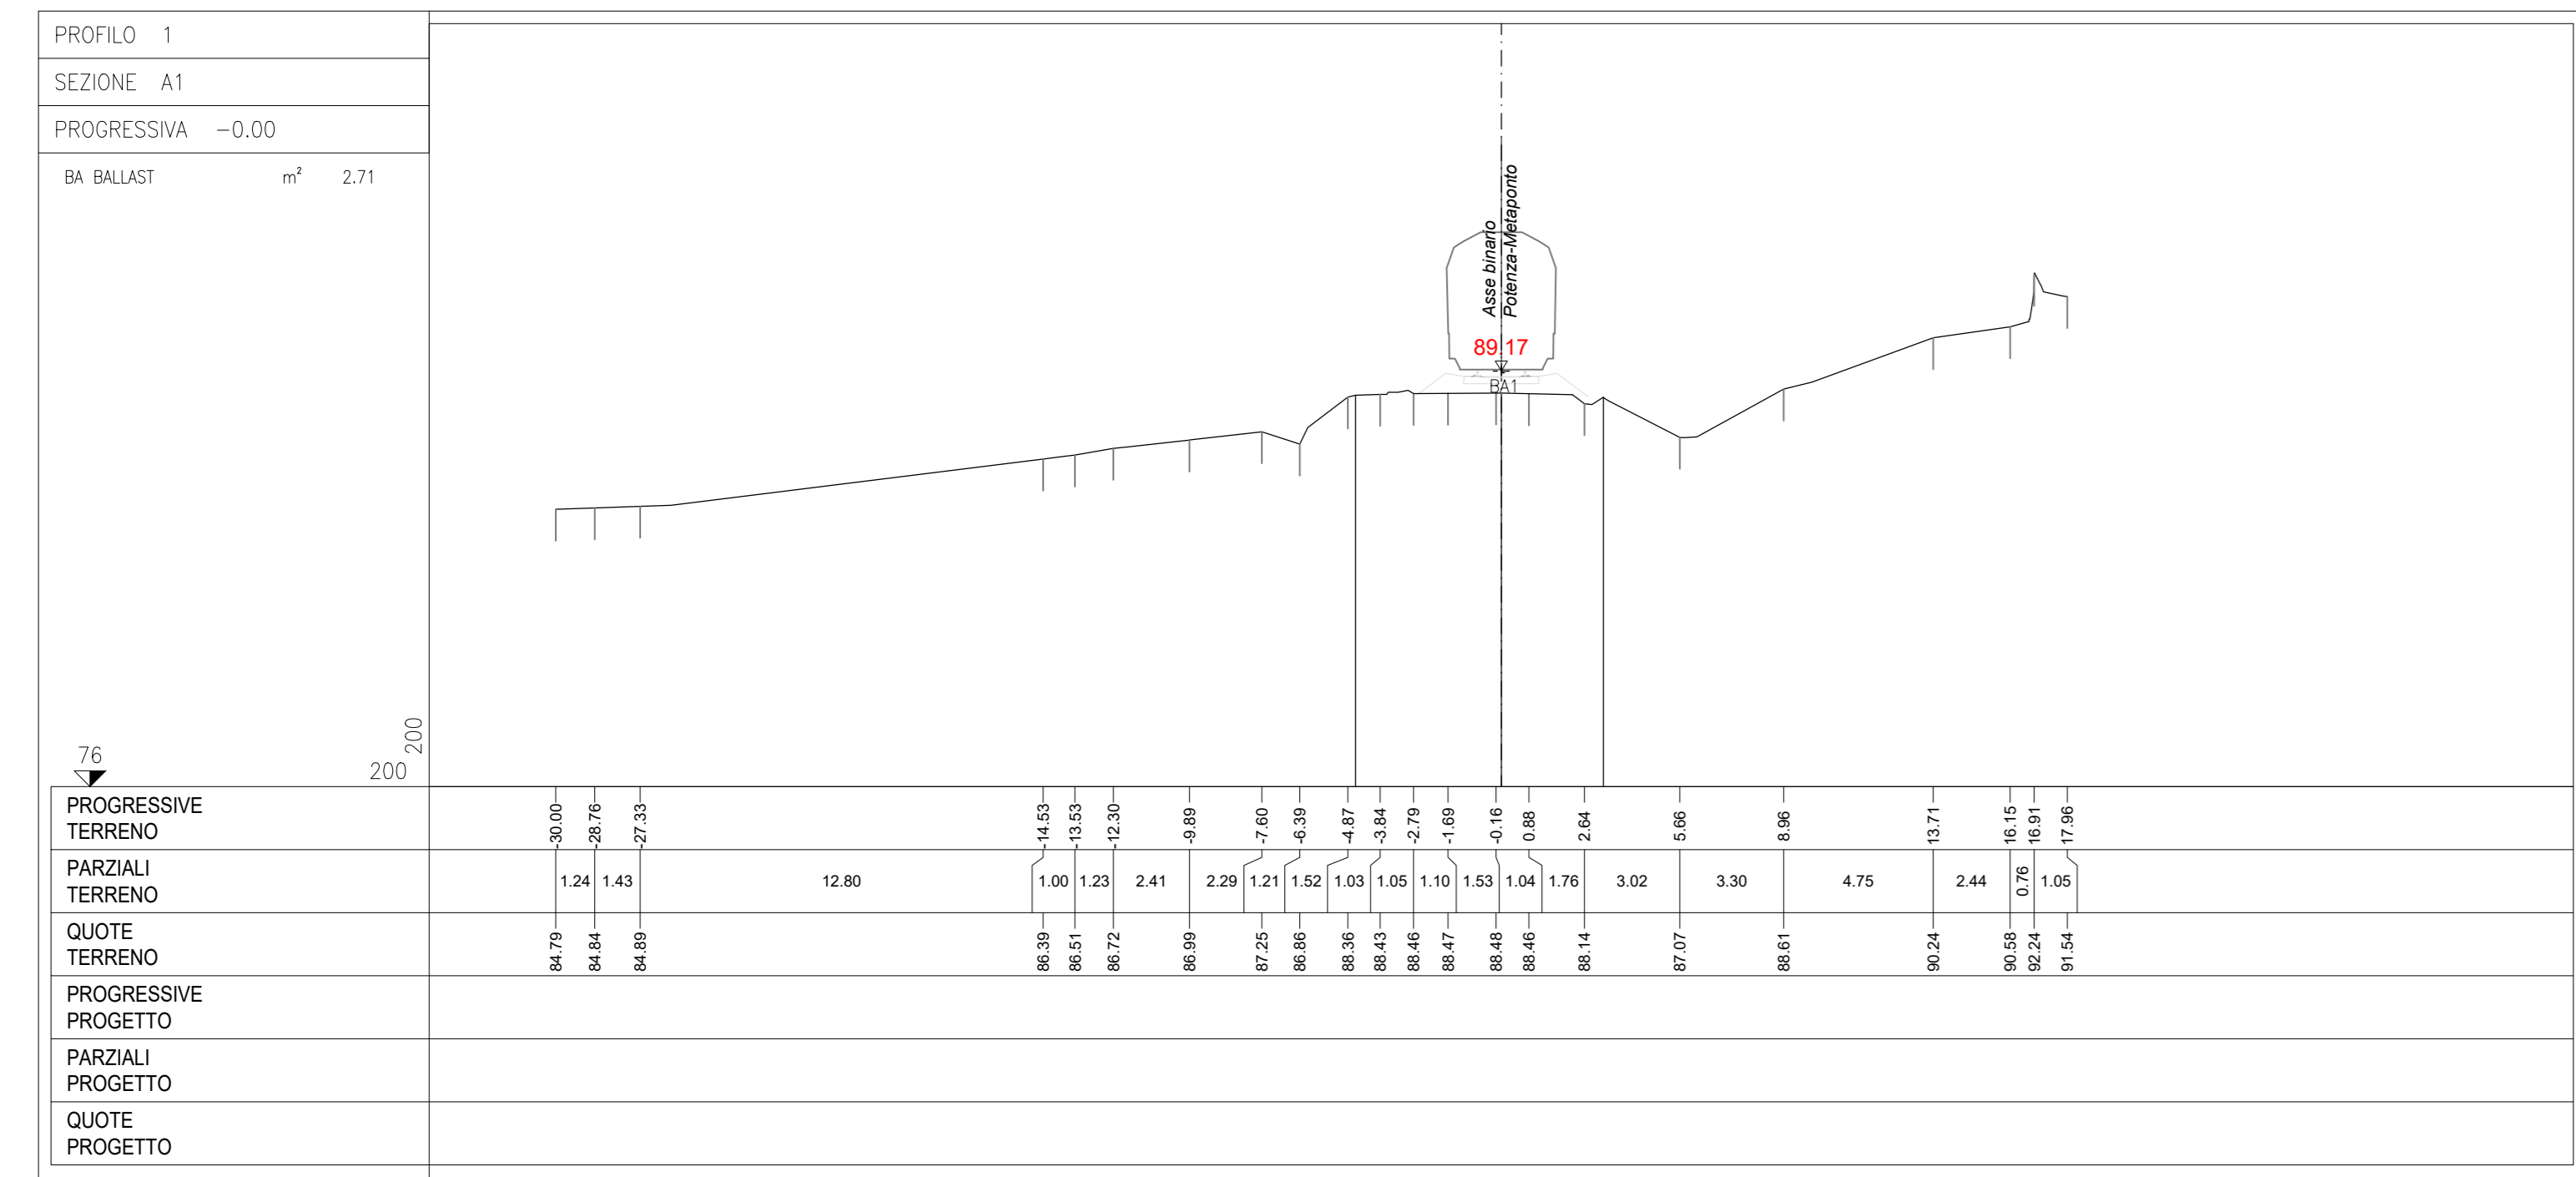 PROFILO 1
SEZIONE A1
PROGRESSIVA -0.00
BA BALLAST m² 2.71
Asse binario
Potenza-Metaponto
89.17
BA1
200
76
200
PROGRESSIVE
TERRENO
-30.00 -28.76 -27.33 -14.53 -13.53 -12.30 -9.89 -7.60 -6.39 -4.87 -3.84 -2.79 -1.69 -0.16 0.88 2.64 5.66 8.96 13.71 16.15 16.91 17.96
PARZIALI
TERRENO
1.24 1.43 12.80 1.00 1.23 2.41 2.29 1.21 1.52 1.03 1.05 1.10 1.53 1.04 1.76 3.02 3.30 4.75 2.44 0.76 1.05
QUOTE
TERRENO
84.79 84.84 84.89 86.39 86.51 86.72 86.99 87.25 86.86 88.36 88.43 88.46 88.47 88.48 88.46 88.14 87.07 88.61 90.24 90.58 92.24 91.54
PROGRESSIVE
PROGETTO
PARZIALI
PROGETTO
QUOTE
PROGETTO